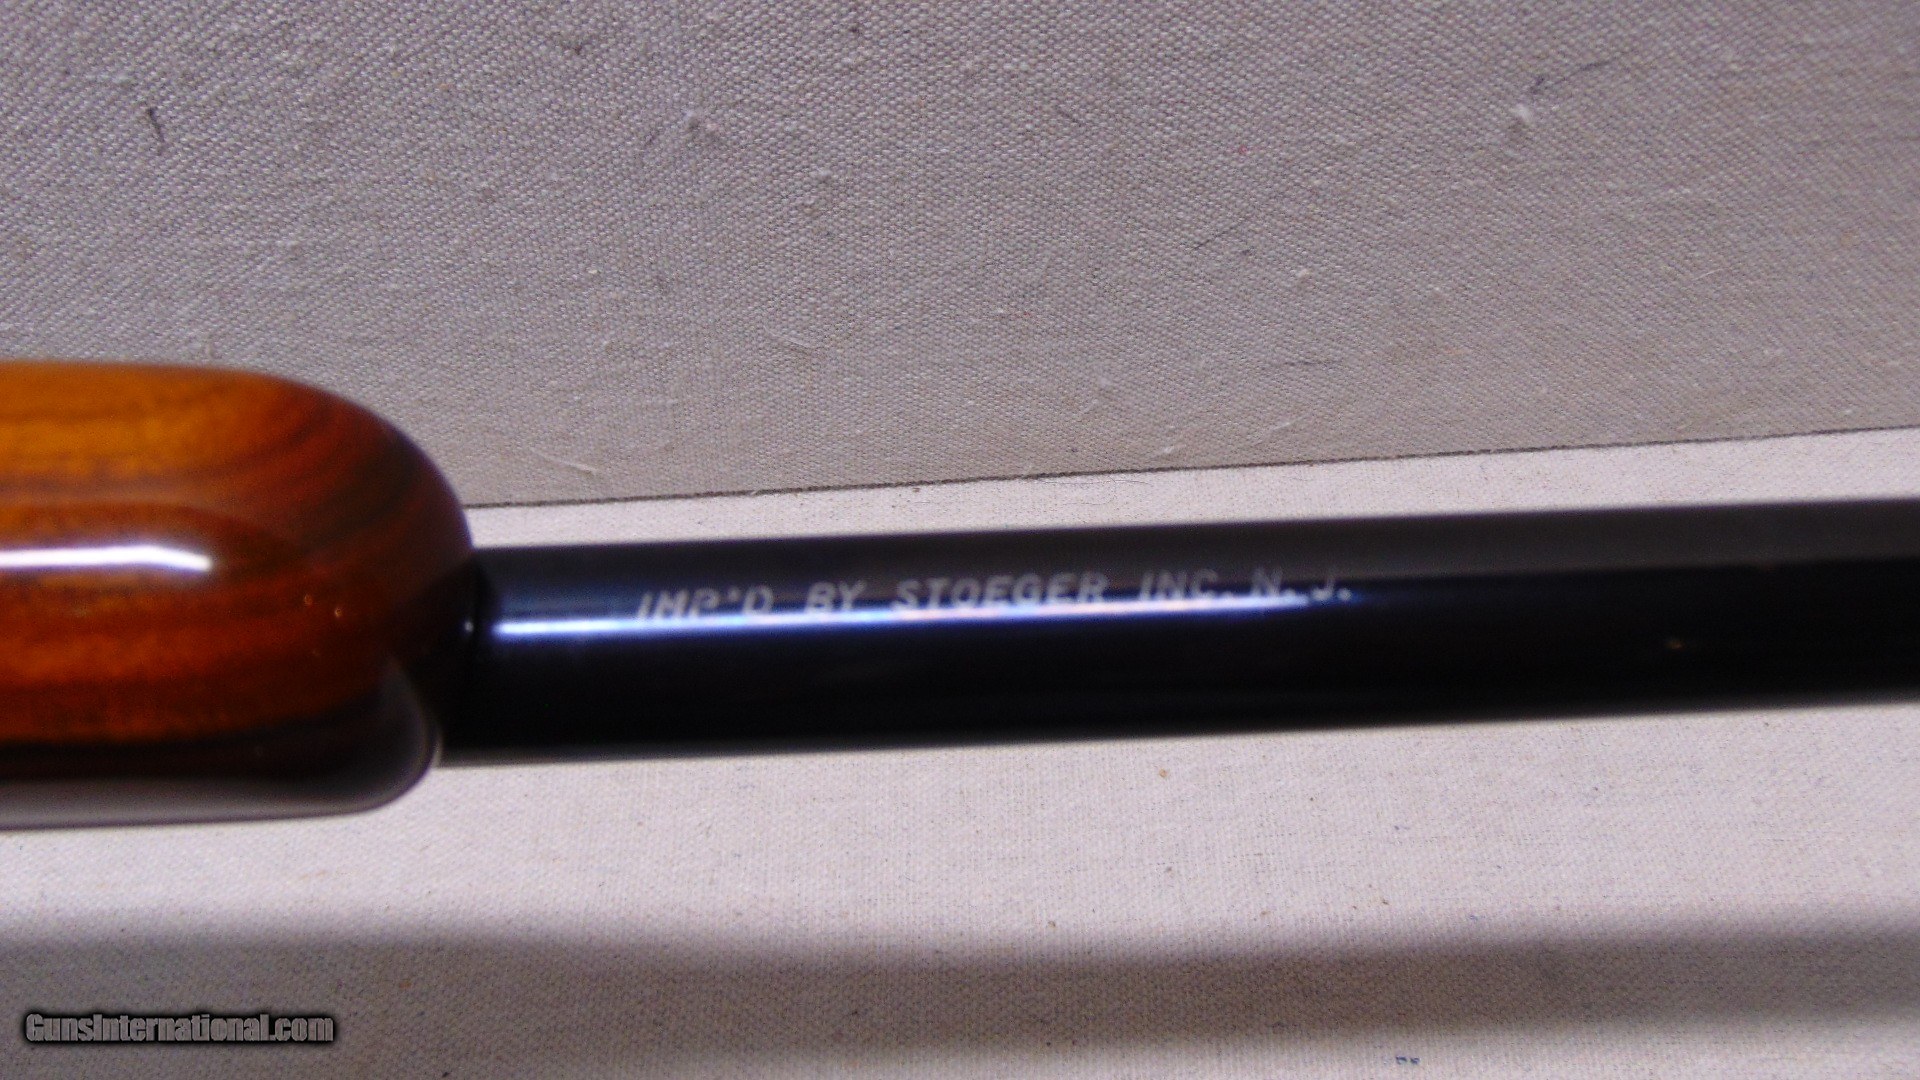 IMP'D BY STOEGER INC. N. J.
GunsInternational.com